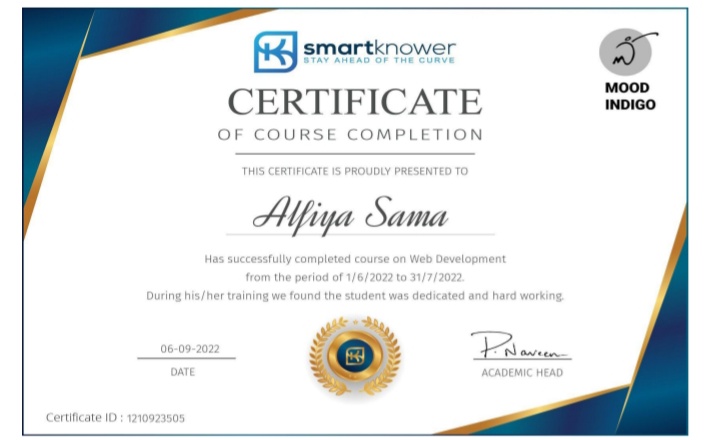 smartknower
STAY AHEAD OF THE CURVE
MOOD
INDIGO
CERTIFICATE
OF COURSE COMPLETION
THIS CERTIFICATE IS PROUDLY PRESENTED TO
Alfiya Sama
Has successfully completed course on Web Development
from the period of 1/6/2022 to 31/7/2022.
During his/her training we found the student was dedicated and hard working.
06-09-2022
DATE
P. Naveen
ACADEMIC HEAD
Certificate ID : 1210923505